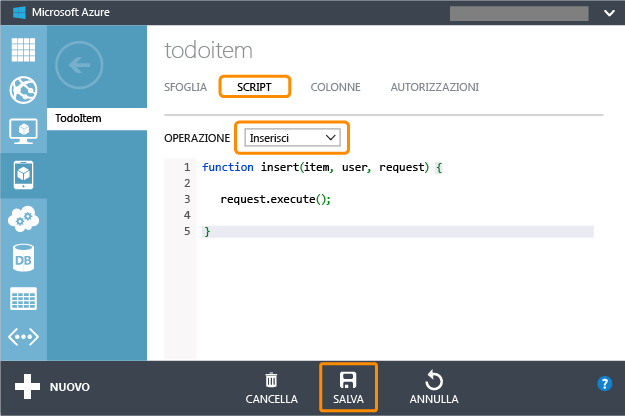 Microsoft Azure
todoitem
SFOGLIA SCRIPT COLONNE AUTORIZZAZIONI
TodoItem
OPERAZIONE Inserisci
1 function insert(item, user, request) {
2
3 request.execute();
4
5 }
DB
NUOVO CANCELLA SALVA ANNULLA ?